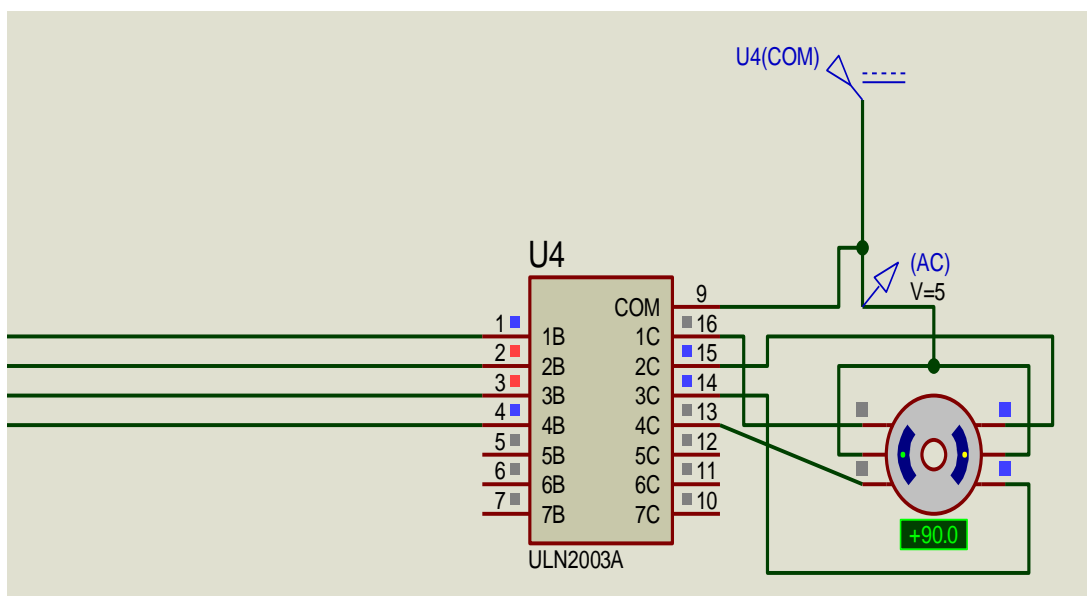 U4(COM)
(AC)
V=5
U4
COM 9
1 1B 1C 16
2 2B 2C 15
3 3B 3C 14
4 4B 4C 13
5 5B 5C 12
6 6B 6C 11
7 7B 7C 10
+90.0
ULN2003A